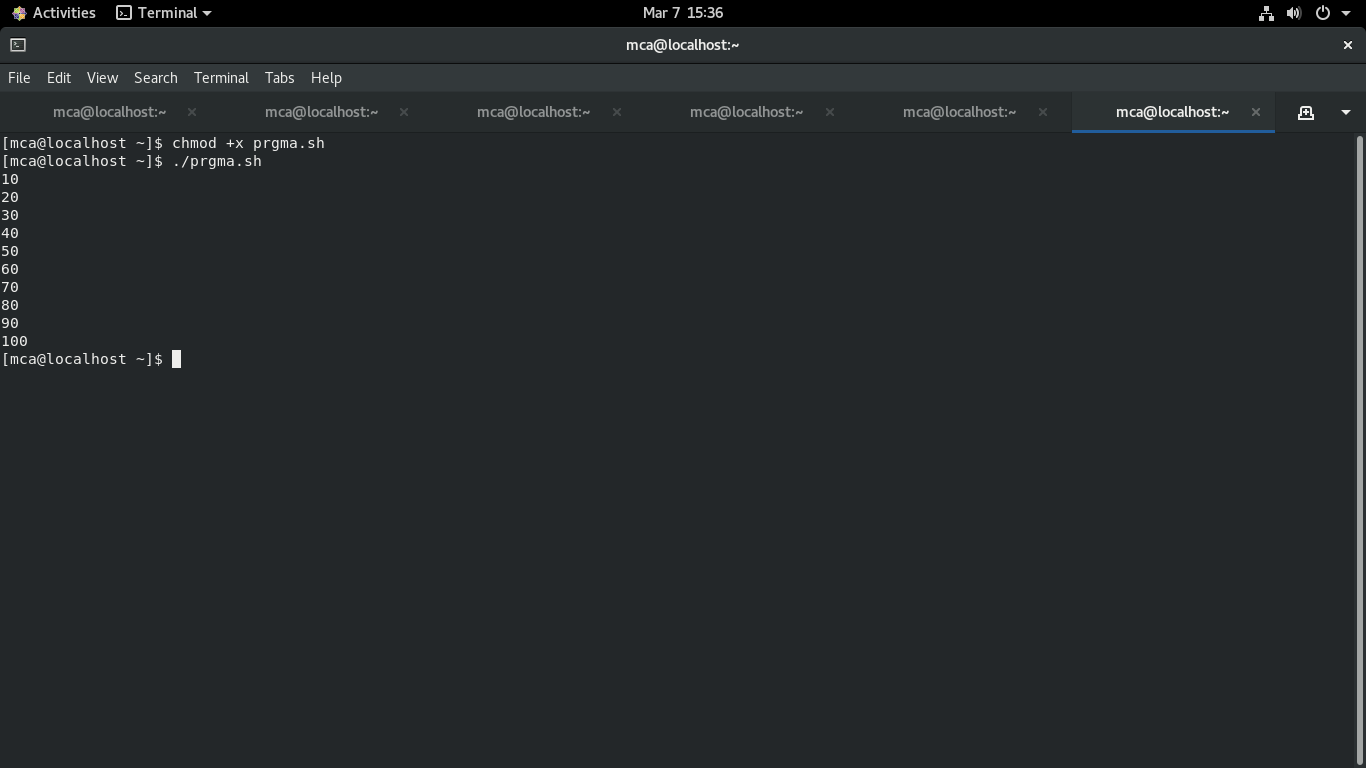 Activities Terminal Mar 7 15:36
mca@localhost:~
File Edit View Search Terminal Tabs Help
mca@localhost:~ mca@localhost:~ mca@localhost:~ mca@localhost:~ mca@localhost:~ mca@localhost:~
[mca@localhost ~]$ chmod +x prgma.sh
[mca@localhost ~]$ ./prgma.sh
10
20
30
40
50
60
70
80
90
100
[mca@localhost ~]$